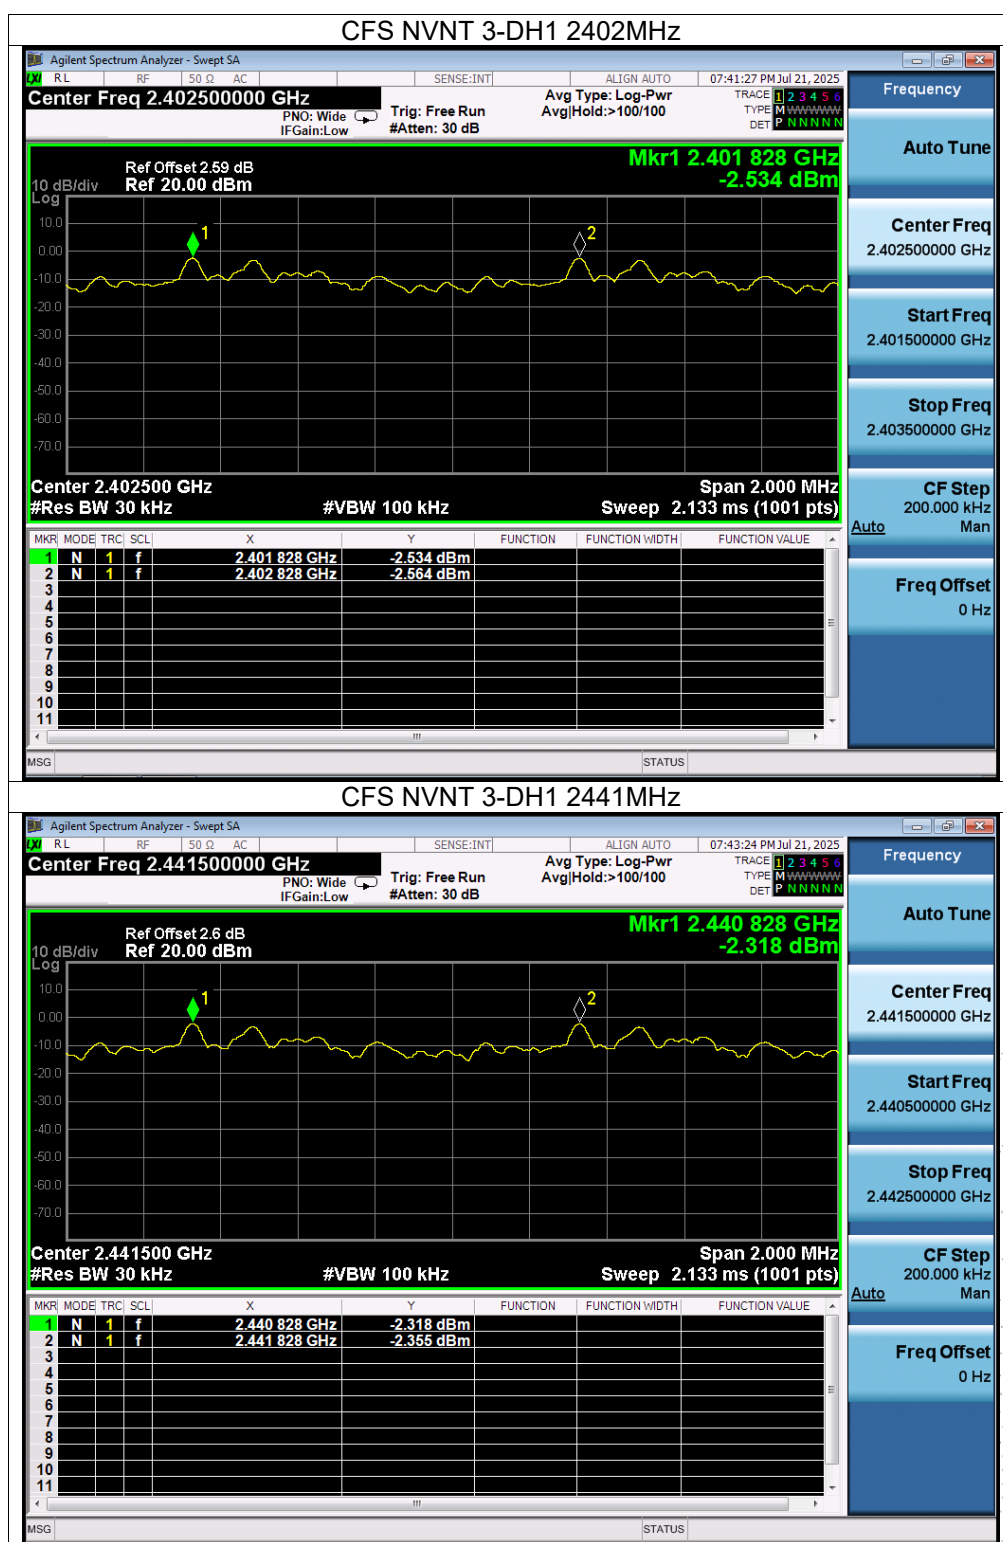 CFS NVNT 3-DH1 2402MHz
Agilent Spectrum Analyzer - Swept SA
LXI RL RF 50 Ω AC SENSE:INT ALIGN AUTO 07:41:27 PM Jul 21, 2025
Center Freq 2.402500000 GHz
PNO: Wide
IFGain:Low
Trig: Free Run
#Atten: 30 dB
Avg Type: Log-Pwr
Avg|Hold:>100/100
TRACE 1 2 3 4 5 6
TYPE M W W W W W
DET P N N N N N
Mkr1 2.401 828 GHz
-2.534 dBm
Ref Offset 2.59 dB
10 dB/div Ref 20.00 dBm
Log
10.0
0.00
-10.0
-20.0
-30.0
-40.0
-50.0
-60.0
-70.0
1
2
Center 2.402500 GHz Span 2.000 MHz
#Res BW 30 kHz #VBW 100 kHz Sweep 2.133 ms (1001 pts)
MKR MODE TRC SCL X Y FUNCTION FUNCTION WIDTH FUNCTION VALUE
1 N 1 f 2.401 828 GHz -2.534 dBm
2 N 1 f 2.402 828 GHz -2.564 dBm
3
4
5
6
7
8
9
10
11
MSG STATUS
Frequency
Auto Tune
Center Freq
2.402500000 GHz
Start Freq
2.401500000 GHz
Stop Freq
2.403500000 GHz
CF Step
200.000 kHz
Auto Man
Freq Offset
0 Hz
CFS NVNT 3-DH1 2441MHz
Agilent Spectrum Analyzer - Swept SA
LXI RL RF 50 Ω AC SENSE:INT ALIGN AUTO 07:43:24 PM Jul 21, 2025
Center Freq 2.441500000 GHz
PNO: Wide
IFGain:Low
Trig: Free Run
#Atten: 30 dB
Avg Type: Log-Pwr
Avg|Hold:>100/100
TRACE 1 2 3 4 5 6
TYPE M W W W W W
DET P N N N N N
Mkr1 2.440 828 GHz
-2.318 dBm
Ref Offset 2.6 dB
10 dB/div Ref 20.00 dBm
Log
10.0
0.00
-10.0
-20.0
-30.0
-40.0
-50.0
-60.0
-70.0
1
2
Center 2.441500 GHz Span 2.000 MHz
#Res BW 30 kHz #VBW 100 kHz Sweep 2.133 ms (1001 pts)
MKR MODE TRC SCL X Y FUNCTION FUNCTION WIDTH FUNCTION VALUE
1 N 1 f 2.440 828 GHz -2.318 dBm
2 N 1 f 2.441 828 GHz -2.355 dBm
3
4
5
6
7
8
9
10
11
MSG STATUS
Frequency
Auto Tune
Center Freq
2.441500000 GHz
Start Freq
2.440500000 GHz
Stop Freq
2.442500000 GHz
CF Step
200.000 kHz
Auto Man
Freq Offset
0 Hz